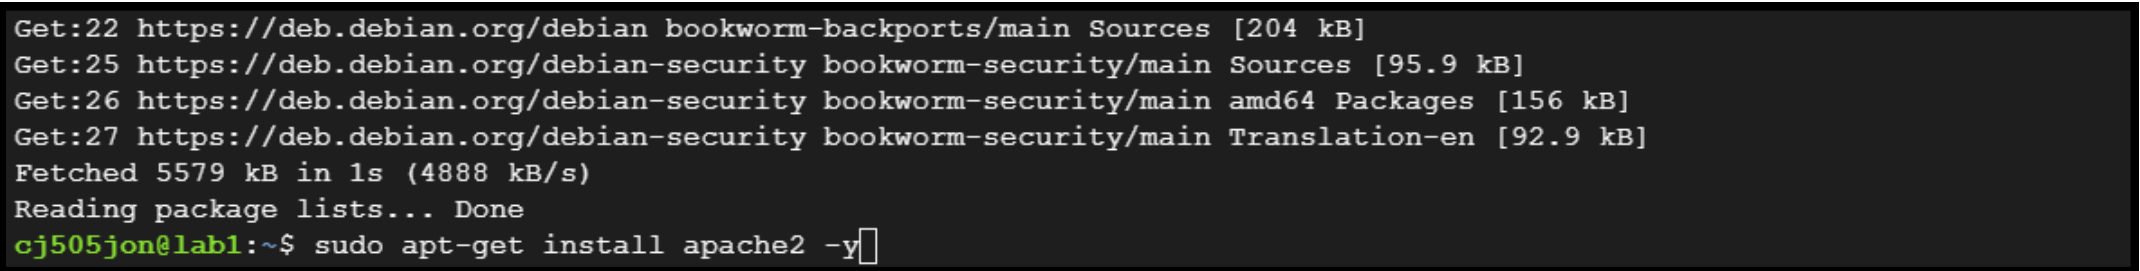 Get:22 https://deb.debian.org/debian bookworm-backports/main Sources [204 kB]
Get:25 https://deb.debian.org/debian-security bookworm-security/main Sources [95.9 kB]
Get:26 https://deb.debian.org/debian-security bookworm-security/main amd64 Packages [156 kB]
Get:27 https://deb.debian.org/debian-security bookworm-security/main Translation-en [92.9 kB]
Fetched 5579 kB in 1s (4888 kB/s)
Reading package lists... Done
cj505jon@lab1:~$ sudo apt-get install apache2 -y